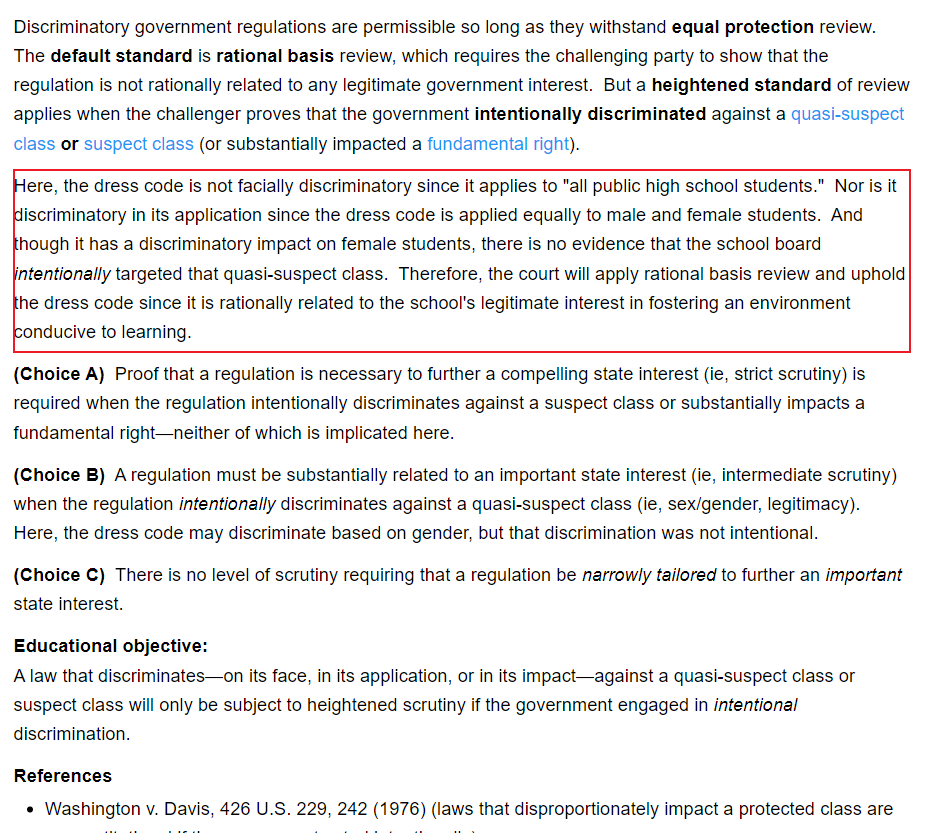 Discriminatory government regulations are permissible so long as they withstand equal protection review.
The default standard is rational basis review, which requires the challenging party to show that the
regulation is not rationally related to any legitimate government interest.  But a heightened standard of review
applies when the challenger proves that the government intentionally discriminated against a quasi-suspect
class or suspect class (or substantially impacted a fundamental right).
Here, the dress code is not facially discriminatory since it applies to "all public high school students."  Nor is it
discriminatory in its application since the dress code is applied equally to male and female students.  And
though it has a discriminatory impact on female students, there is no evidence that the school board
intentionally targeted that quasi-suspect class.  Therefore, the court will apply rational basis review and uphold
the dress code since it is rationally related to the school's legitimate interest in fostering an environment
conducive to learning.
(Choice A)  Proof that a regulation is necessary to further a compelling state interest (ie, strict scrutiny) is
required when the regulation intentionally discriminates against a suspect class or substantially impacts a
fundamental right—neither of which is implicated here.
(Choice B)  A regulation must be substantially related to an important state interest (ie, intermediate scrutiny)
when the regulation intentionally discriminates against a quasi-suspect class (ie, sex/gender, legitimacy).
Here, the dress code may discriminate based on gender, but that discrimination was not intentional.
(Choice C)  There is no level of scrutiny requiring that a regulation be narrowly tailored to further an important
state interest.
Educational objective:
A law that discriminates—on its face, in its application, or in its impact—against a quasi-suspect class or
suspect class will only be subject to heightened scrutiny if the government engaged in intentional
discrimination.
References
• Washington v. Davis, 426 U.S. 229, 242 (1976) (laws that disproportionately impact a protected class are